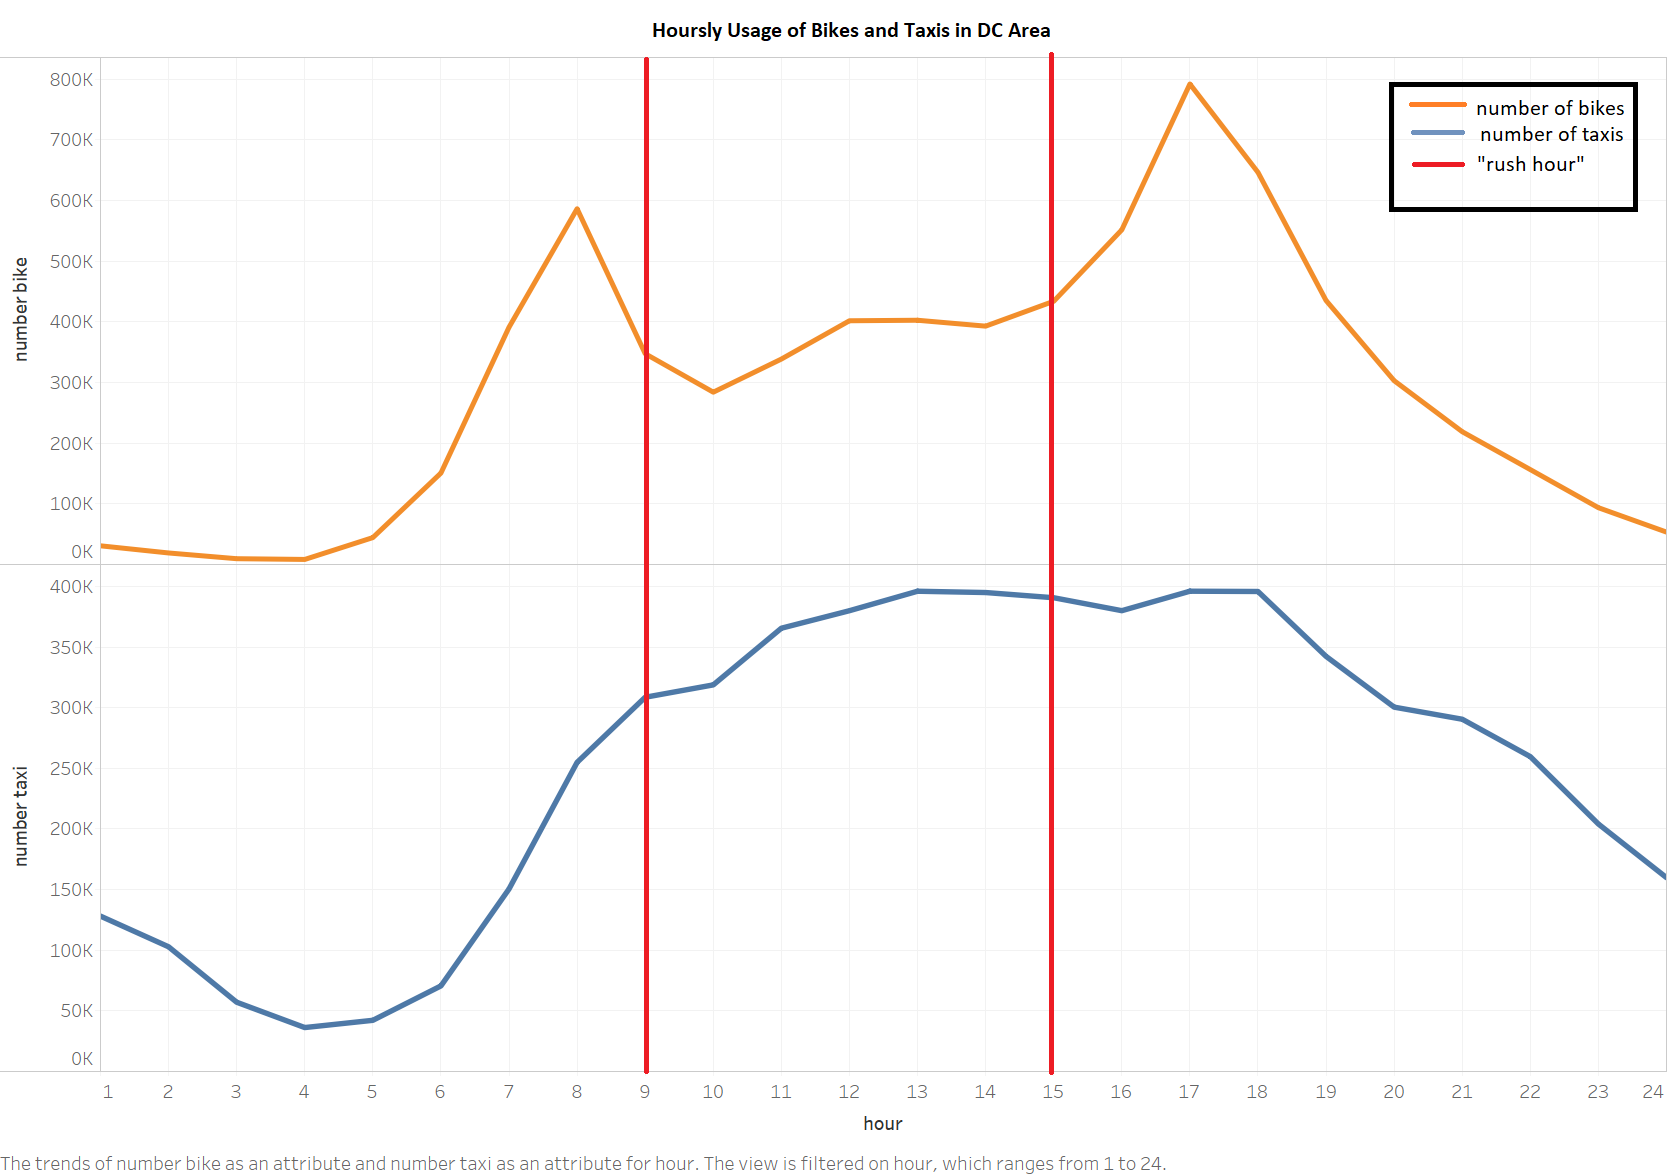 Hoursly Usage of Bikes and Taxis in DC Area
number of bikes
number of taxis
"rush hour"
number bike
800K
700K
600K
500K
400K
300K
200K
100K
0K
number taxi
400K
350K
300K
250K
200K
150K
100K
50K
0K
1 2 3 4 5 6 7 8 9 10 11 12 13 14 15 16 17 18 19 20 21 22 23 24
hour
The trends of number bike as an attribute and number taxi as an attribute for hour. The view is filtered on hour, which ranges from 1 to 24.